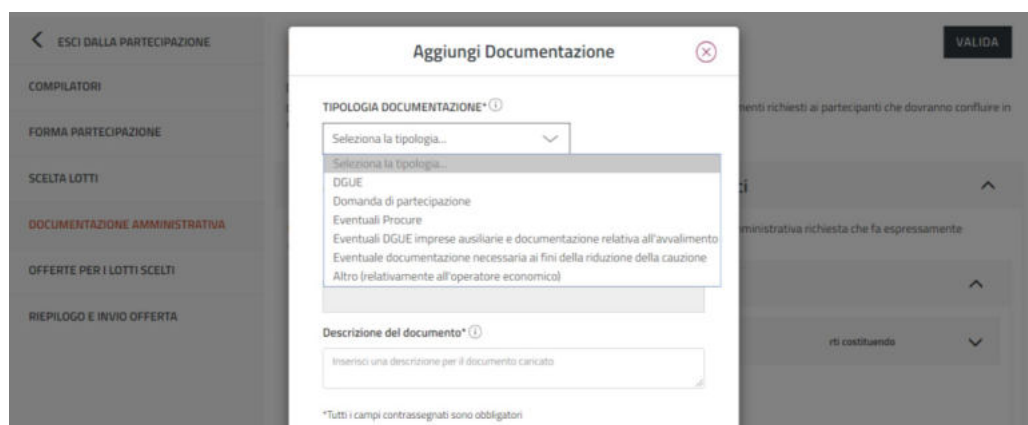 ESCI DALLA PARTECIPAZIONE
COMPILATORI
FORMA PARTECIPAZIONE
SCELTA LOTTI
DOCUMENTAZIONE AMMINISTRATIVA
OFFERTE PER I LOTTI SCELTI
RIEPILOGO E INVIO OFFERTA
Aggiungi Documentazione
TIPOLOGIA DOCUMENTAZIONE*
Seleziona la tipologia...
Seleziona la tipologia...
DGUE
Domanda di partecipazione
Eventuali Procure
Eventuali DGUE imprese ausiliarie e documentazione relativa all'avvalimento
Eventuale documentazione necessaria ai fini della riduzione della cauzione
Altro (relativamente all'operatore economico)
Descrizione del documento*
Inserisci una descrizione per il documento caricato
*Tutti i campi contrassegnati sono obbligatori
VALIDA
menti richiesti ai partecipanti che dovranno confluire in
ministrativa richiesta che fa espressamente
rti costituendo